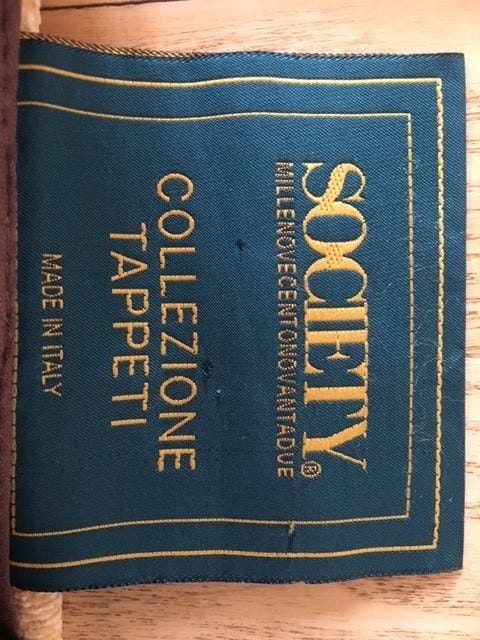 SOCIETY®
MILLENOVECENTONOVANTADUE
COLLEZIONE
TAPPETI
MADE IN ITALY